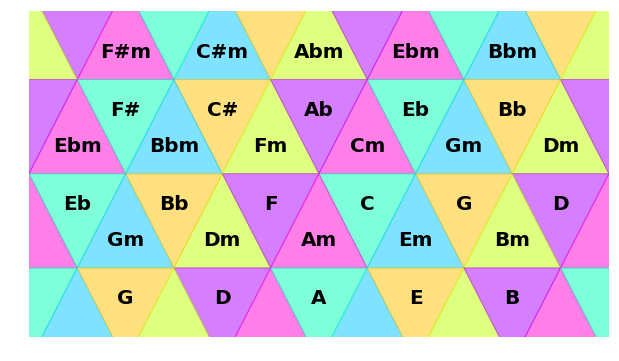 F#m C#m Abm Ebm Bbm
F# C# Ab Eb Bb
Ebm Bbm Fm Cm Gm Dm
Eb Bb F C G D
Gm Dm Am Em Bm
G D A E B